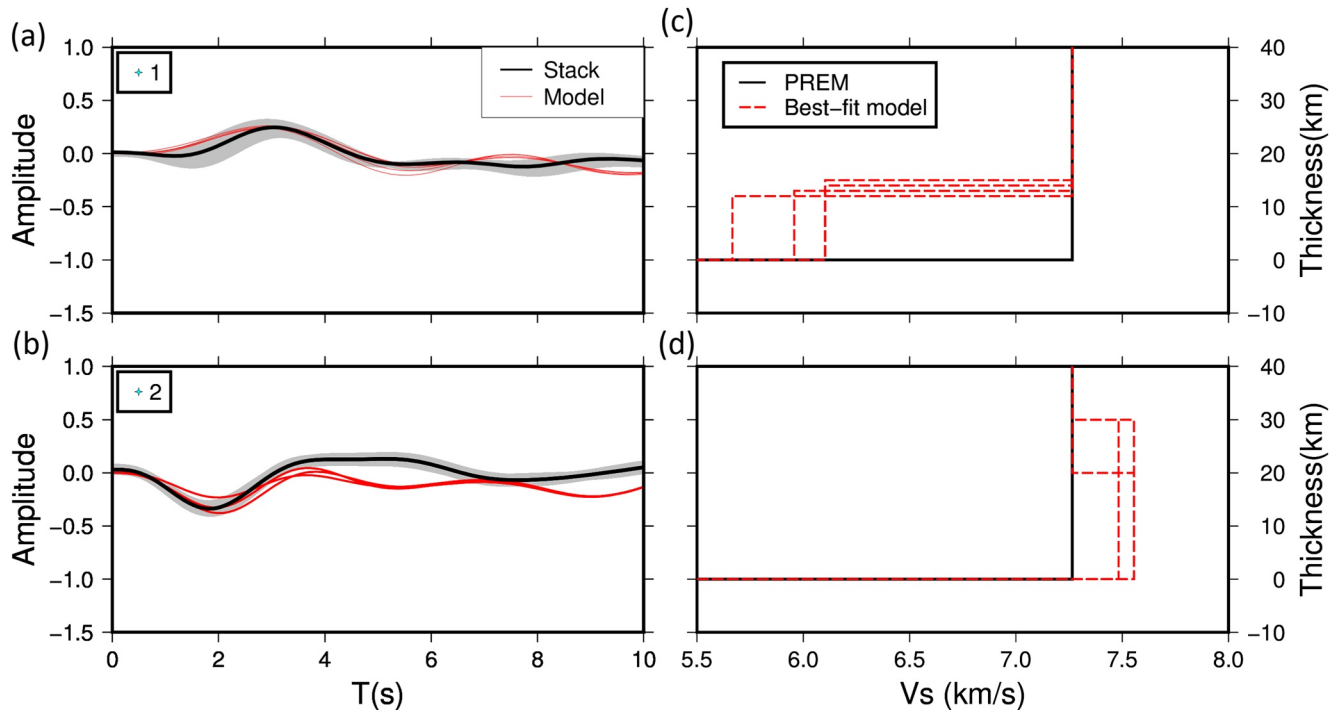 (a)
1.0
0.5
0.0
−0.5
−1.0
−1.5
Amplitude
1
Stack
Model
(c)
PREM
Best−fit model
40
30
20
10
0
−10
Thickness(km)
(b)
1.0
0.5
0.0
−0.5
−1.0
−1.5
Amplitude
2
0
2
4
6
8
10
T(s)
(d)
40
30
20
10
0
−10
Thickness(km)
5.5
6.0
6.5
7.0
7.5
8.0
Vs (km/s)